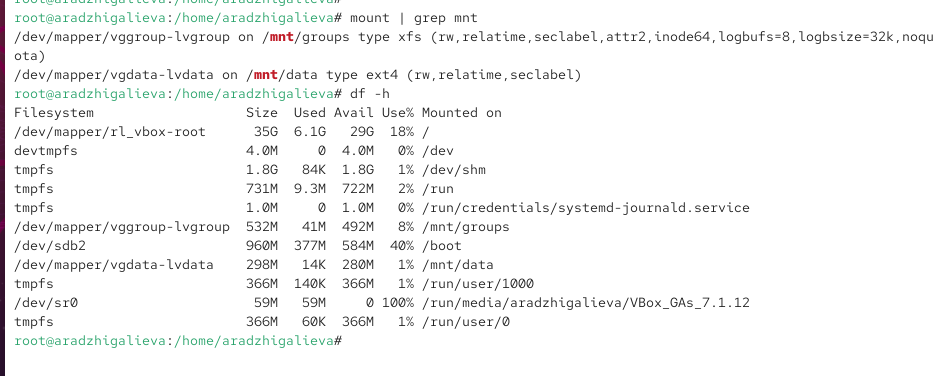 root@aradzhigalieva:/home/aradzhigalieva#
root@aradzhigalieva:/home/aradzhigalieva# mount | grep mnt
/dev/mapper/vggroup-lvgroup on /mnt/groups type xfs (rw,relatime,seclabel,attr2,inode64,logbufs=8,logbsize=32k,noqu
ota)
/dev/mapper/vgdata-lvdata on /mnt/data type ext4 (rw,relatime,seclabel)
root@aradzhigalieva:/home/aradzhigalieva# df -h
Filesystem                   Size  Used Avail Use% Mounted on
/dev/mapper/rl_vbox-root      35G  6.1G   29G  18% /
devtmpfs                     4.0M     0  4.0M   0% /dev
tmpfs                        1.8G   84K  1.8G   1% /dev/shm
tmpfs                        731M  9.3M  722M   2% /run
tmpfs                        1.0M     0  1.0M   0% /run/credentials/systemd-journald.service
/dev/mapper/vggroup-lvgroup  532M   41M  492M   8% /mnt/groups
/dev/sdb2                    960M  377M  584M  40% /boot
/dev/mapper/vgdata-lvdata    298M   14K  280M   1% /mnt/data
tmpfs                        366M  140K  366M   1% /run/user/1000
/dev/sr0                      59M   59M     0 100% /run/media/aradzhigalieva/VBox_GAs_7.1.12
tmpfs                        366M   60K  366M   1% /run/user/0
root@aradzhigalieva:/home/aradzhigalieva#